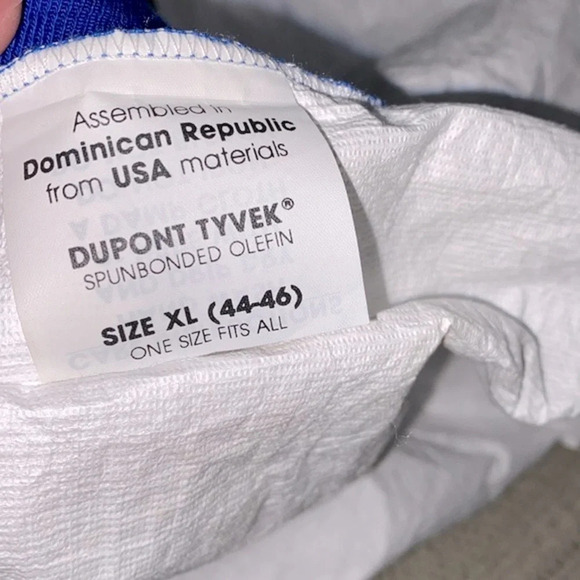 Assembled in
Dominican Republic
from USA materials
DUPONT TYVEK®
SPUNBONDED OLEFIN
SIZE XL (44-46)
ONE SIZE FITS ALL